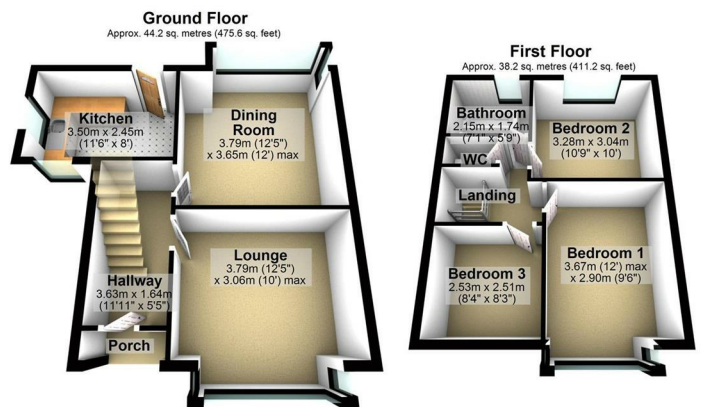 Ground Floor
Approx. 44.2 sq. metres (475.6 sq. feet)
Kitchen
3.50m x 2.45m
(11'6" x 8')
Dining
Room
3.79m (12'5")
x 3.65m (12') max
Lounge
3.79m (12'5")
x 3.06m (10') max
Hallway
3.63m x 1.64m
(11'11" x 5'5")
Porch
First Floor
Approx. 38.2 sq. metres (411.2 sq. feet)
Bathroom
2.15m x 1.74m
(7'1" x 5'9")
WC
Bedroom 2
3.28m x 3.04m
(10'9" x 10')
Landing
Bedroom 3
2.53m x 2.51m
(8'4" x 8'3")
Bedroom 1
3.67m (12') max
x 2.90m (9'6")